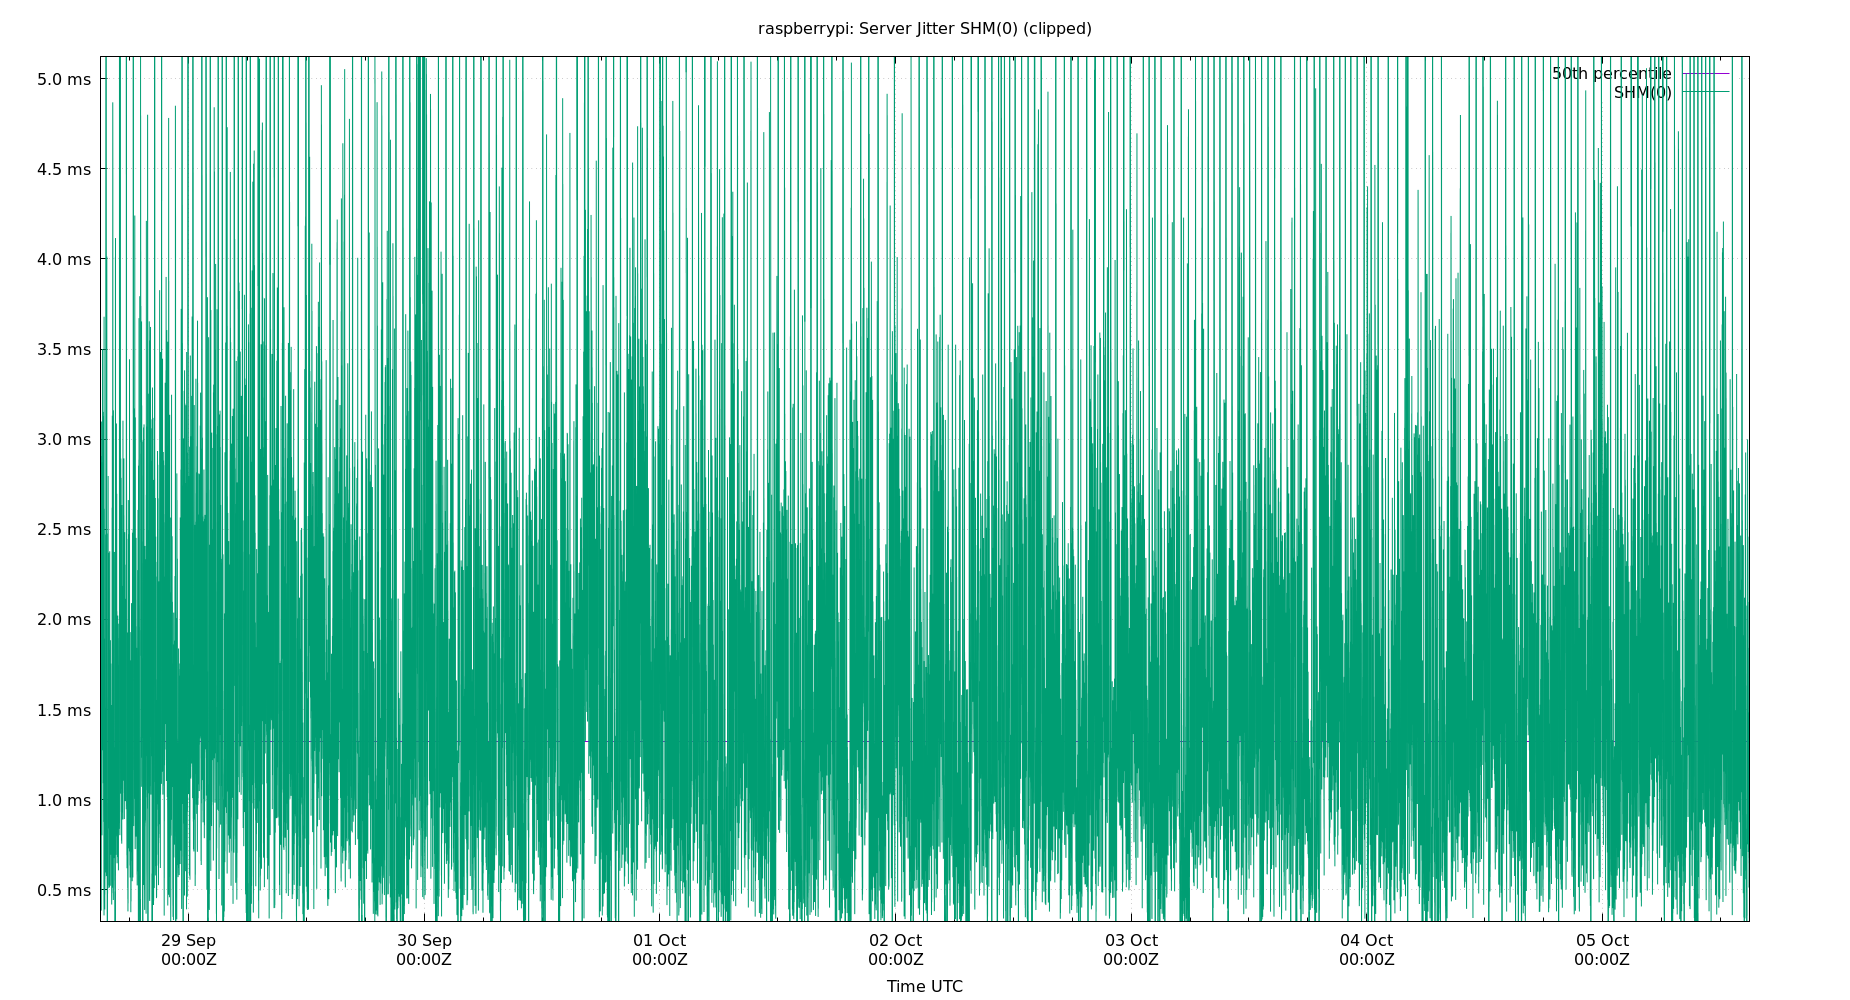 raspberrypi: Server Jitter SHM(0) (clipped)
5.0 ms
50th percentile
SHM(0)
4.5 ms
4.0 ms
3.5 ms
3.0 ms
2.5 ms
2.0 ms
1.5 ms
1.0 ms
0.5 ms
29 Sep 30 Sep 01 Oct 02 Oct 03 Oct 04 Oct 05 Oct
00:00Z 00:00Z 00:00Z 00:00Z 00:00Z 00:00Z 00:00Z
Time UTC